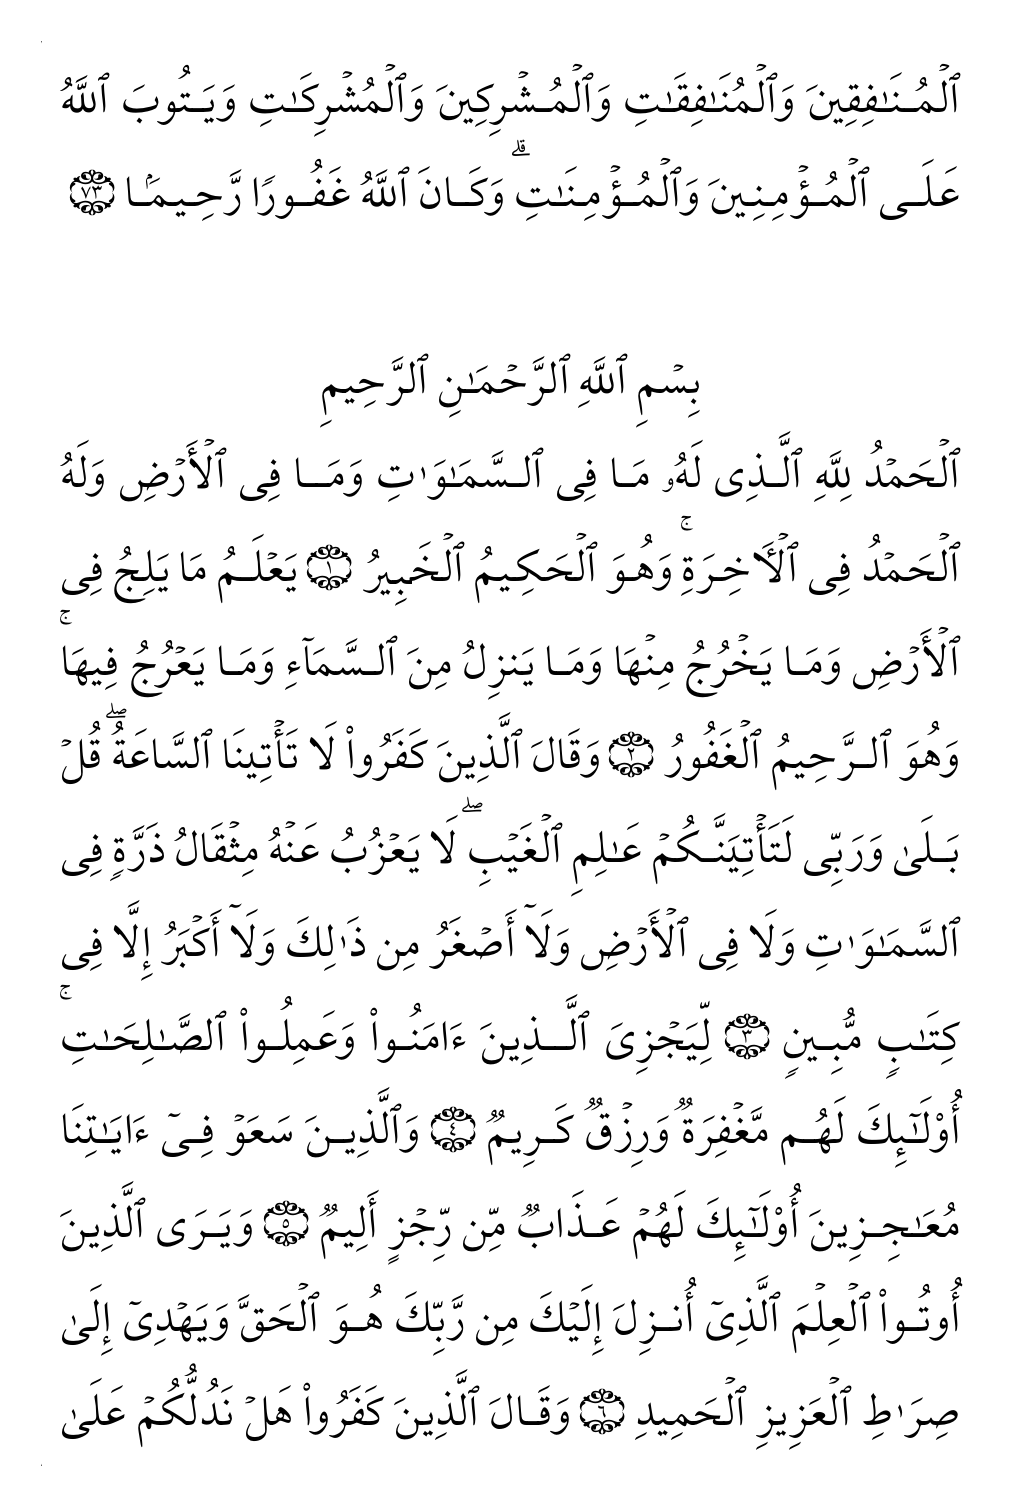 ٱلْمُنَـٰفِقِينَ وَٱلْمُنَـٰفِقَـٰتِ وَٱلْمُشْرِكِينَ وَٱلْمُشْرِكَـٰتِ وَيَتُوبَ ٱللَّهُ
عَلَى ٱلْمُؤْمِنِينَ وَٱلْمُؤْمِنَـٰتِ ۗ وَكَانَ ٱللَّهُ غَفُورًا رَّحِيمًۢا ٧٣
بِسْمِ ٱللَّهِ ٱلرَّحْمَـٰنِ ٱلرَّحِيمِ
ٱلْحَمْدُ لِلَّهِ ٱلَّذِى لَهُۥ مَا فِى ٱلسَّمَـٰوَٰتِ وَمَا فِى ٱلْأَرْضِ وَلَهُ
ٱلْحَمْدُ فِى ٱلْـَٔاخِرَةِ ۚ وَهُوَ ٱلْحَكِيمُ ٱلْخَبِيرُ ١ يَعْلَمُ مَا يَلِجُ فِى
ٱلْأَرْضِ وَمَا يَخْرُجُ مِنْهَا وَمَا يَنزِلُ مِنَ ٱلسَّمَآءِ وَمَا يَعْرُجُ فِيهَا ۚ
وَهُوَ ٱلرَّحِيمُ ٱلْغَفُورُ ٢ وَقَالَ ٱلَّذِينَ كَفَرُوا۟ لَا تَأْتِينَا ٱلسَّاعَةُ ۖ قُلْ
بَلَىٰ وَرَبِّى لَتَأْتِيَنَّكُمْ عَـٰلِمِ ٱلْغَيْبِ ۖ لَا يَعْزُبُ عَنْهُ مِثْقَالُ ذَرَّةٍ فِى
ٱلسَّمَـٰوَٰتِ وَلَا فِى ٱلْأَرْضِ وَلَآ أَصْغَرُ مِن ذَٰلِكَ وَلَآ أَكْبَرُ إِلَّا فِى
كِتَـٰبٍ مُّبِينٍ ٣ لِّيَجْزِىَ ٱلَّذِينَ ءَامَنُوا۟ وَعَمِلُوا۟ ٱلصَّـٰلِحَـٰتِ ۚ
أُو۟لَـٰٓئِكَ لَهُم مَّغْفِرَةٌ وَرِزْقٌ كَرِيمٌ ٤ وَٱلَّذِينَ سَعَوْ فِىٓ ءَايَـٰتِنَا
مُعَـٰجِزِينَ أُو۟لَـٰٓئِكَ لَهُمْ عَذَابٌ مِّن رِّجْزٍ أَلِيمٌ ٥ وَيَرَى ٱلَّذِينَ
أُوتُوا۟ ٱلْعِلْمَ ٱلَّذِىٓ أُنزِلَ إِلَيْكَ مِن رَّبِّكَ هُوَ ٱلْحَقَّ وَيَهْدِىٓ إِلَىٰ
صِرَٰطِ ٱلْعَزِيزِ ٱلْحَمِيدِ ٦ وَقَالَ ٱلَّذِينَ كَفَرُوا۟ هَلْ نَدُلُّكُمْ عَلَىٰ